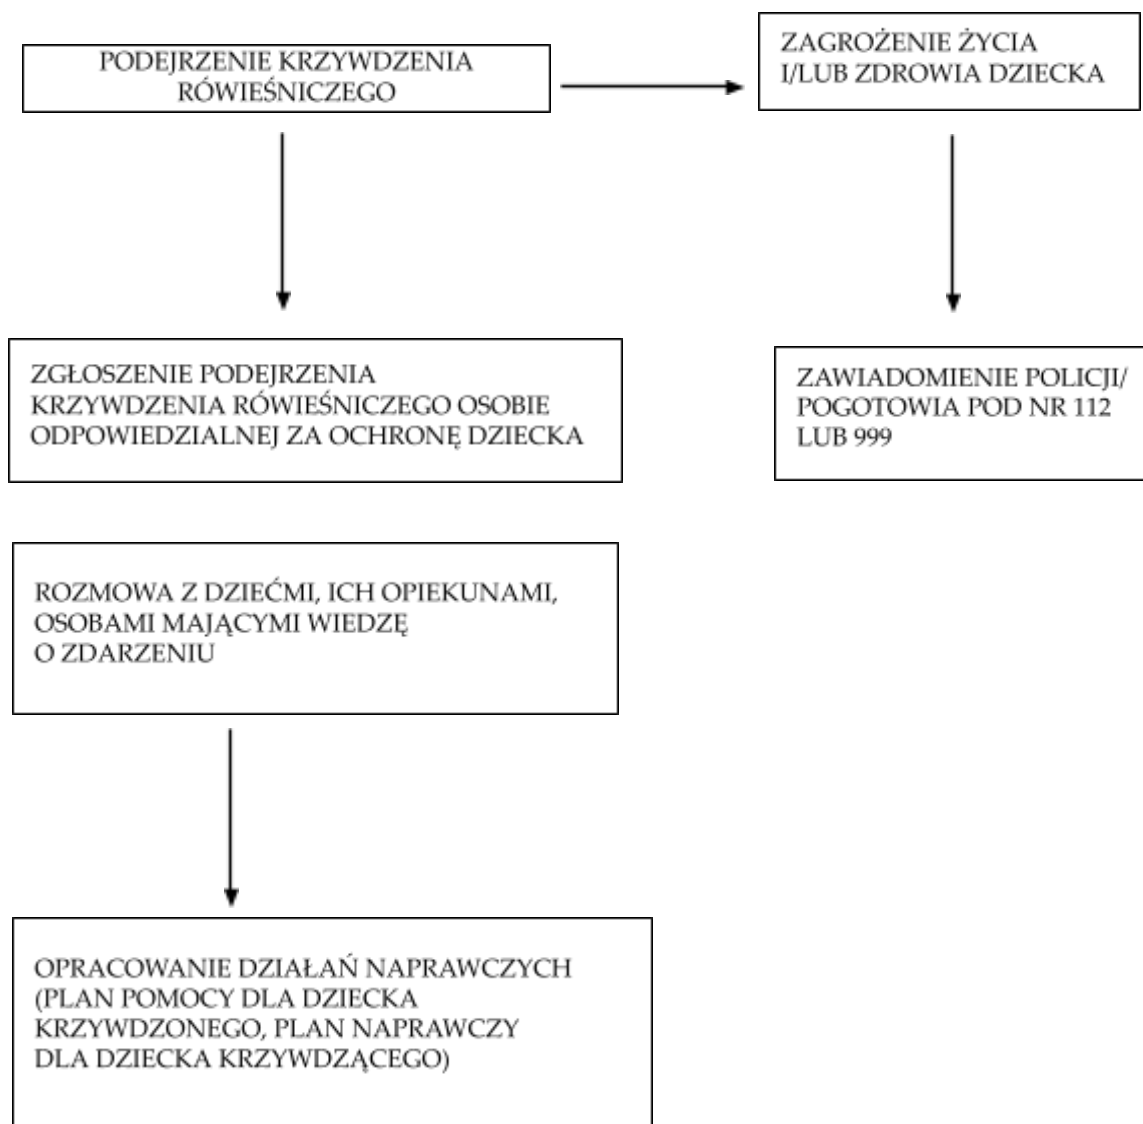 PODEJRZENIE KRZYWDZENIA
RÓWIEŚNICZEGO
ZAGROŻENIE ŻYCIA
I/LUB ZDROWIA DZIECKA
ZGŁOSZENIE PODEJRZENIA
KRZYWDZENIA RÓWIEŚNICZEGO OSOBIE
ODPOWIEDZIALNEJ ZA OCHRONĘ DZIECKA
ZAWIADOMIENIE POLICJI/
POGOTOWIA POD NR 112
LUB 999
ROZMOWA Z DZIEĆMI, ICH OPIEKUNAMI,
OSOBAMI MAJĄCYMI WIEDZĘ
O ZDARZENIU
OPRACOWANIE DZIAŁAŃ NAPRAWCZYCH
(PLAN POMOCY DLA DZIECKA
KRZYWDZONEGO, PLAN NAPRAWCZY
DLA DZIECKA KRZYWDZĄCEGO)